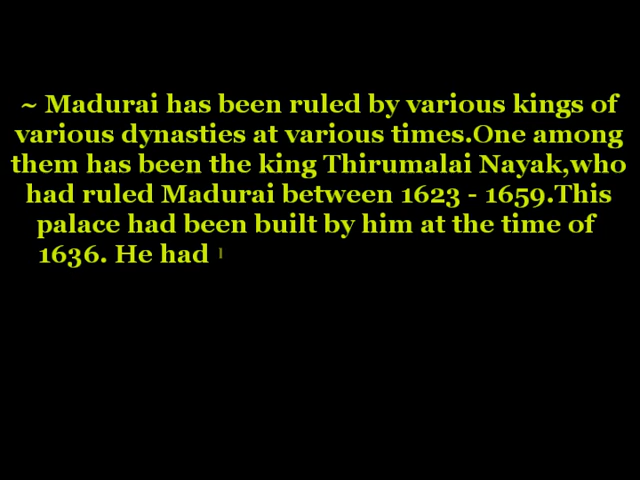 ~ Madurai has been ruled by various kings of
various dynasties at various times.One among
them has been the king Thirumalai Nayak,who
had ruled Madurai between 1623 - 1659.This
palace had been built by him at the time of
1636. He had